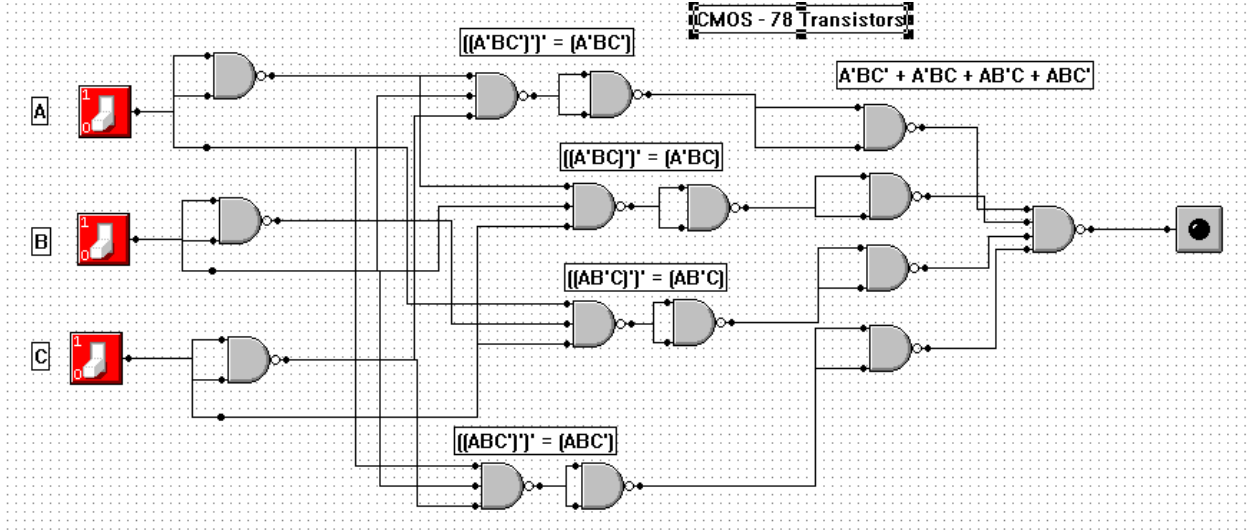 CMOS - 78 Transistors
((A'BC')')' = (A'BC')
A'BC' + A'BC + AB'C + ABC'
A
1
0
((A'BC)')' = (A'BC)
B
1
0
((AB'C)')' = (AB'C)
C
1
0
((ABC')')' = (ABC')